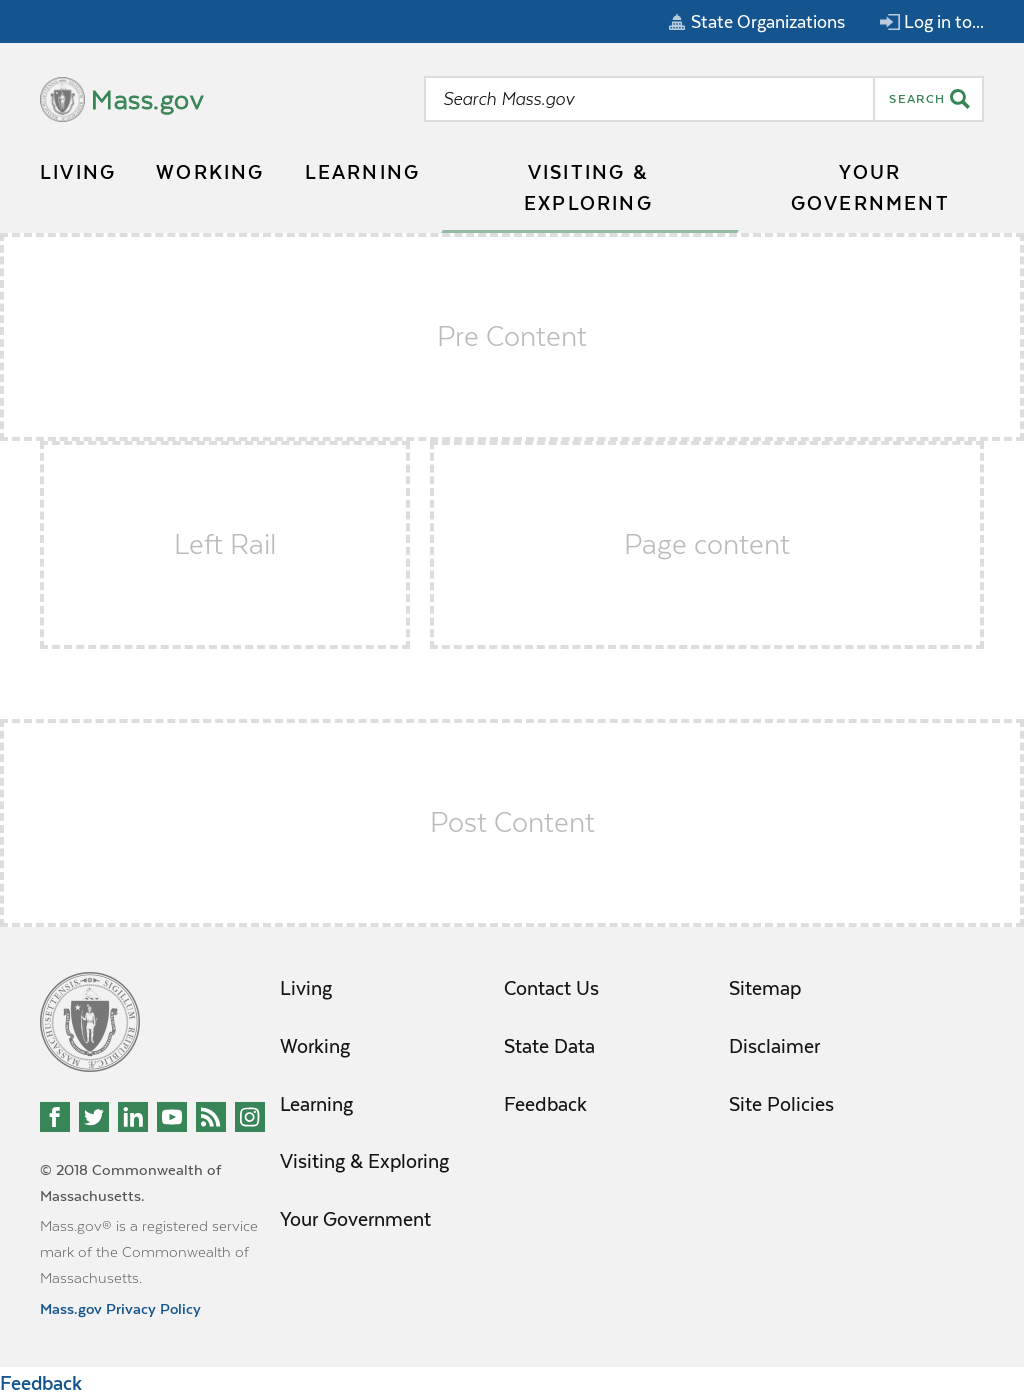 State Organizations
Log in to...
Mass.gov
Search Mass.gov
SEARCH
LIVING
WORKING
LEARNING
VISITING &
EXPLORING
YOUR
GOVERNMENT
Pre Content
Left Rail
Page content
Post Content
Living
Working
Learning
Visiting & Exploring
Your Government
Contact Us
State Data
Feedback
Sitemap
Disclaimer
Site Policies
© 2018 Commonwealth of
Massachusetts.
Mass.gov® is a registered service
mark of the Commonwealth of
Massachusetts.
Mass.gov Privacy Policy
Feedback